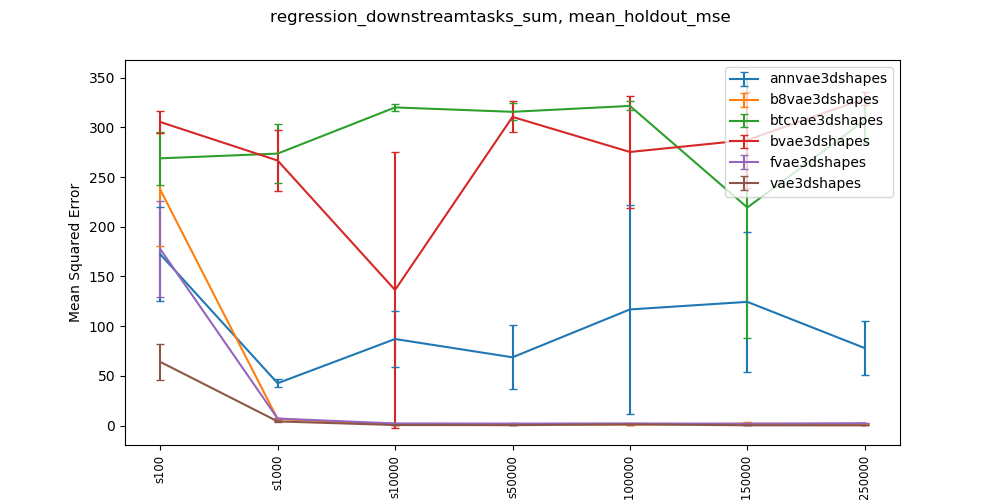 regression_downstreamtasks_sum, mean_holdout_mse
Mean Squared Error
350
300
250
200
150
100
50
0
annvae3dshapes
b8vae3dshapes
btcvae3dshapes
bvae3dshapes
fvae3dshapes
vae3dshapes
s100
s1000
s10000
s50000
100000
150000
250000